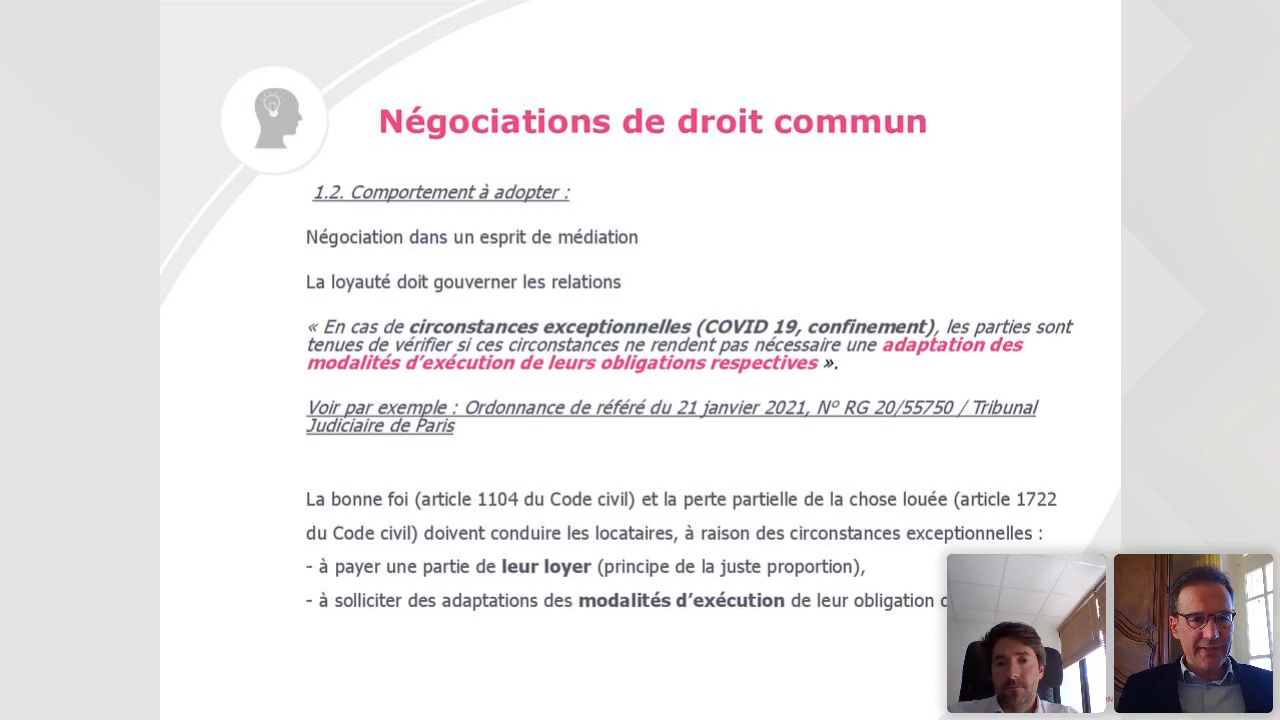 Négociations de droit commun
1.2. Comportement à adopter :
Négociation dans un esprit de médiation
La loyauté doit gouverner les relations
« En cas de circonstances exceptionnelles (COVID 19, confinement), les parties sont
tenues de vérifier si ces circonstances ne rendent pas nécessaire une adaptation des
modalités d’exécution de leurs obligations respectives ».
Voir par exemple : Ordonnance de référé du 21 janvier 2021, N° RG 20/55750 / Tribunal
Judiciaire de Paris
La bonne foi (article 1104 du Code civil) et la perte partielle de la chose louée (article 1722
du Code civil) doivent conduire les locataires, à raison des circonstances exceptionnelles :
- à payer une partie de leur loyer (principe de la juste proportion),
- à solliciter des adaptations des modalités d’exécution de leur obligation